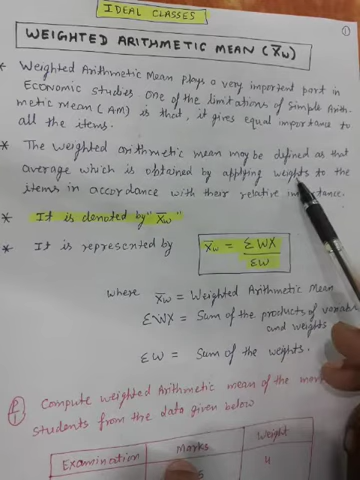 IDEAL CLASSES
1
WEIGHTED ARITHMETIC MEAN (X̄w)
* Weighted Arithmetic Mean plays a very important part in
Economic studies One of the limitations of simple Arith-
metic mean (AM) is that, it gives equal importance to
all the items.
* The weighted arithmetic mean may be defined as that
average which is obtained by applying weights to the
items in accordance with their relative importance.
* It is denoted by "X̄w"
* It is represented by X̄w = ΣWX / ΣW
where X̄w = Weighted Arithmetic Mean
ΣWX = Sum of the products of variab
and weights
ΣW = Sum of the weights.
P/1 Compute weighted Arithmetic mean of the mar
students from the data given below
Examination Marks Weight
4